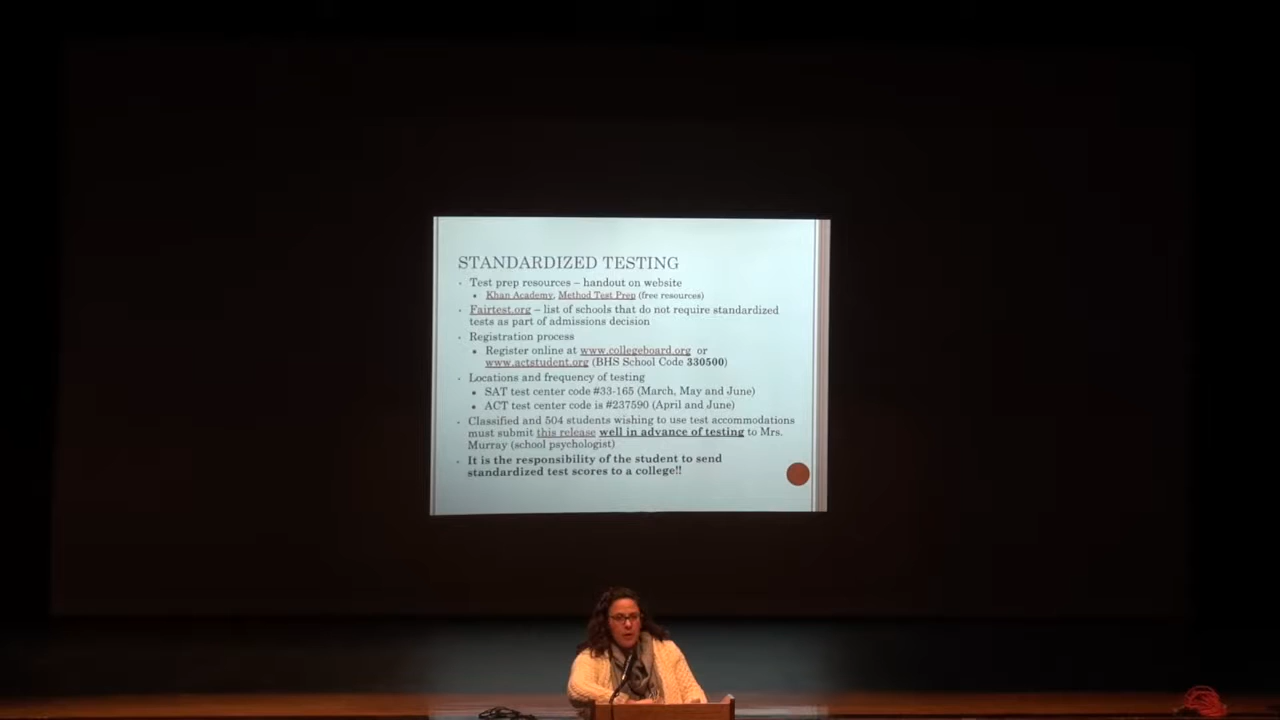 STANDARDIZED TESTING
Test prep resources – handout on website
Khan Academy, Method Test Prep (free resources)
Fairtest.org – list of schools that do not require standardized
tests as part of admissions decision
Registration process
Register online at www.collegeboard.org or
www.actstudent.org (BHS School Code 330500)
Locations and frequency of testing
SAT test center code #33-165 (March, May and June)
ACT test center code is #237590 (April and June)
Classified and 504 students wishing to use test accommodations
must submit this release well in advance of testing to Mrs.
Murray (school psychologist)
It is the responsibility of the student to send
standardized test scores to a college!!